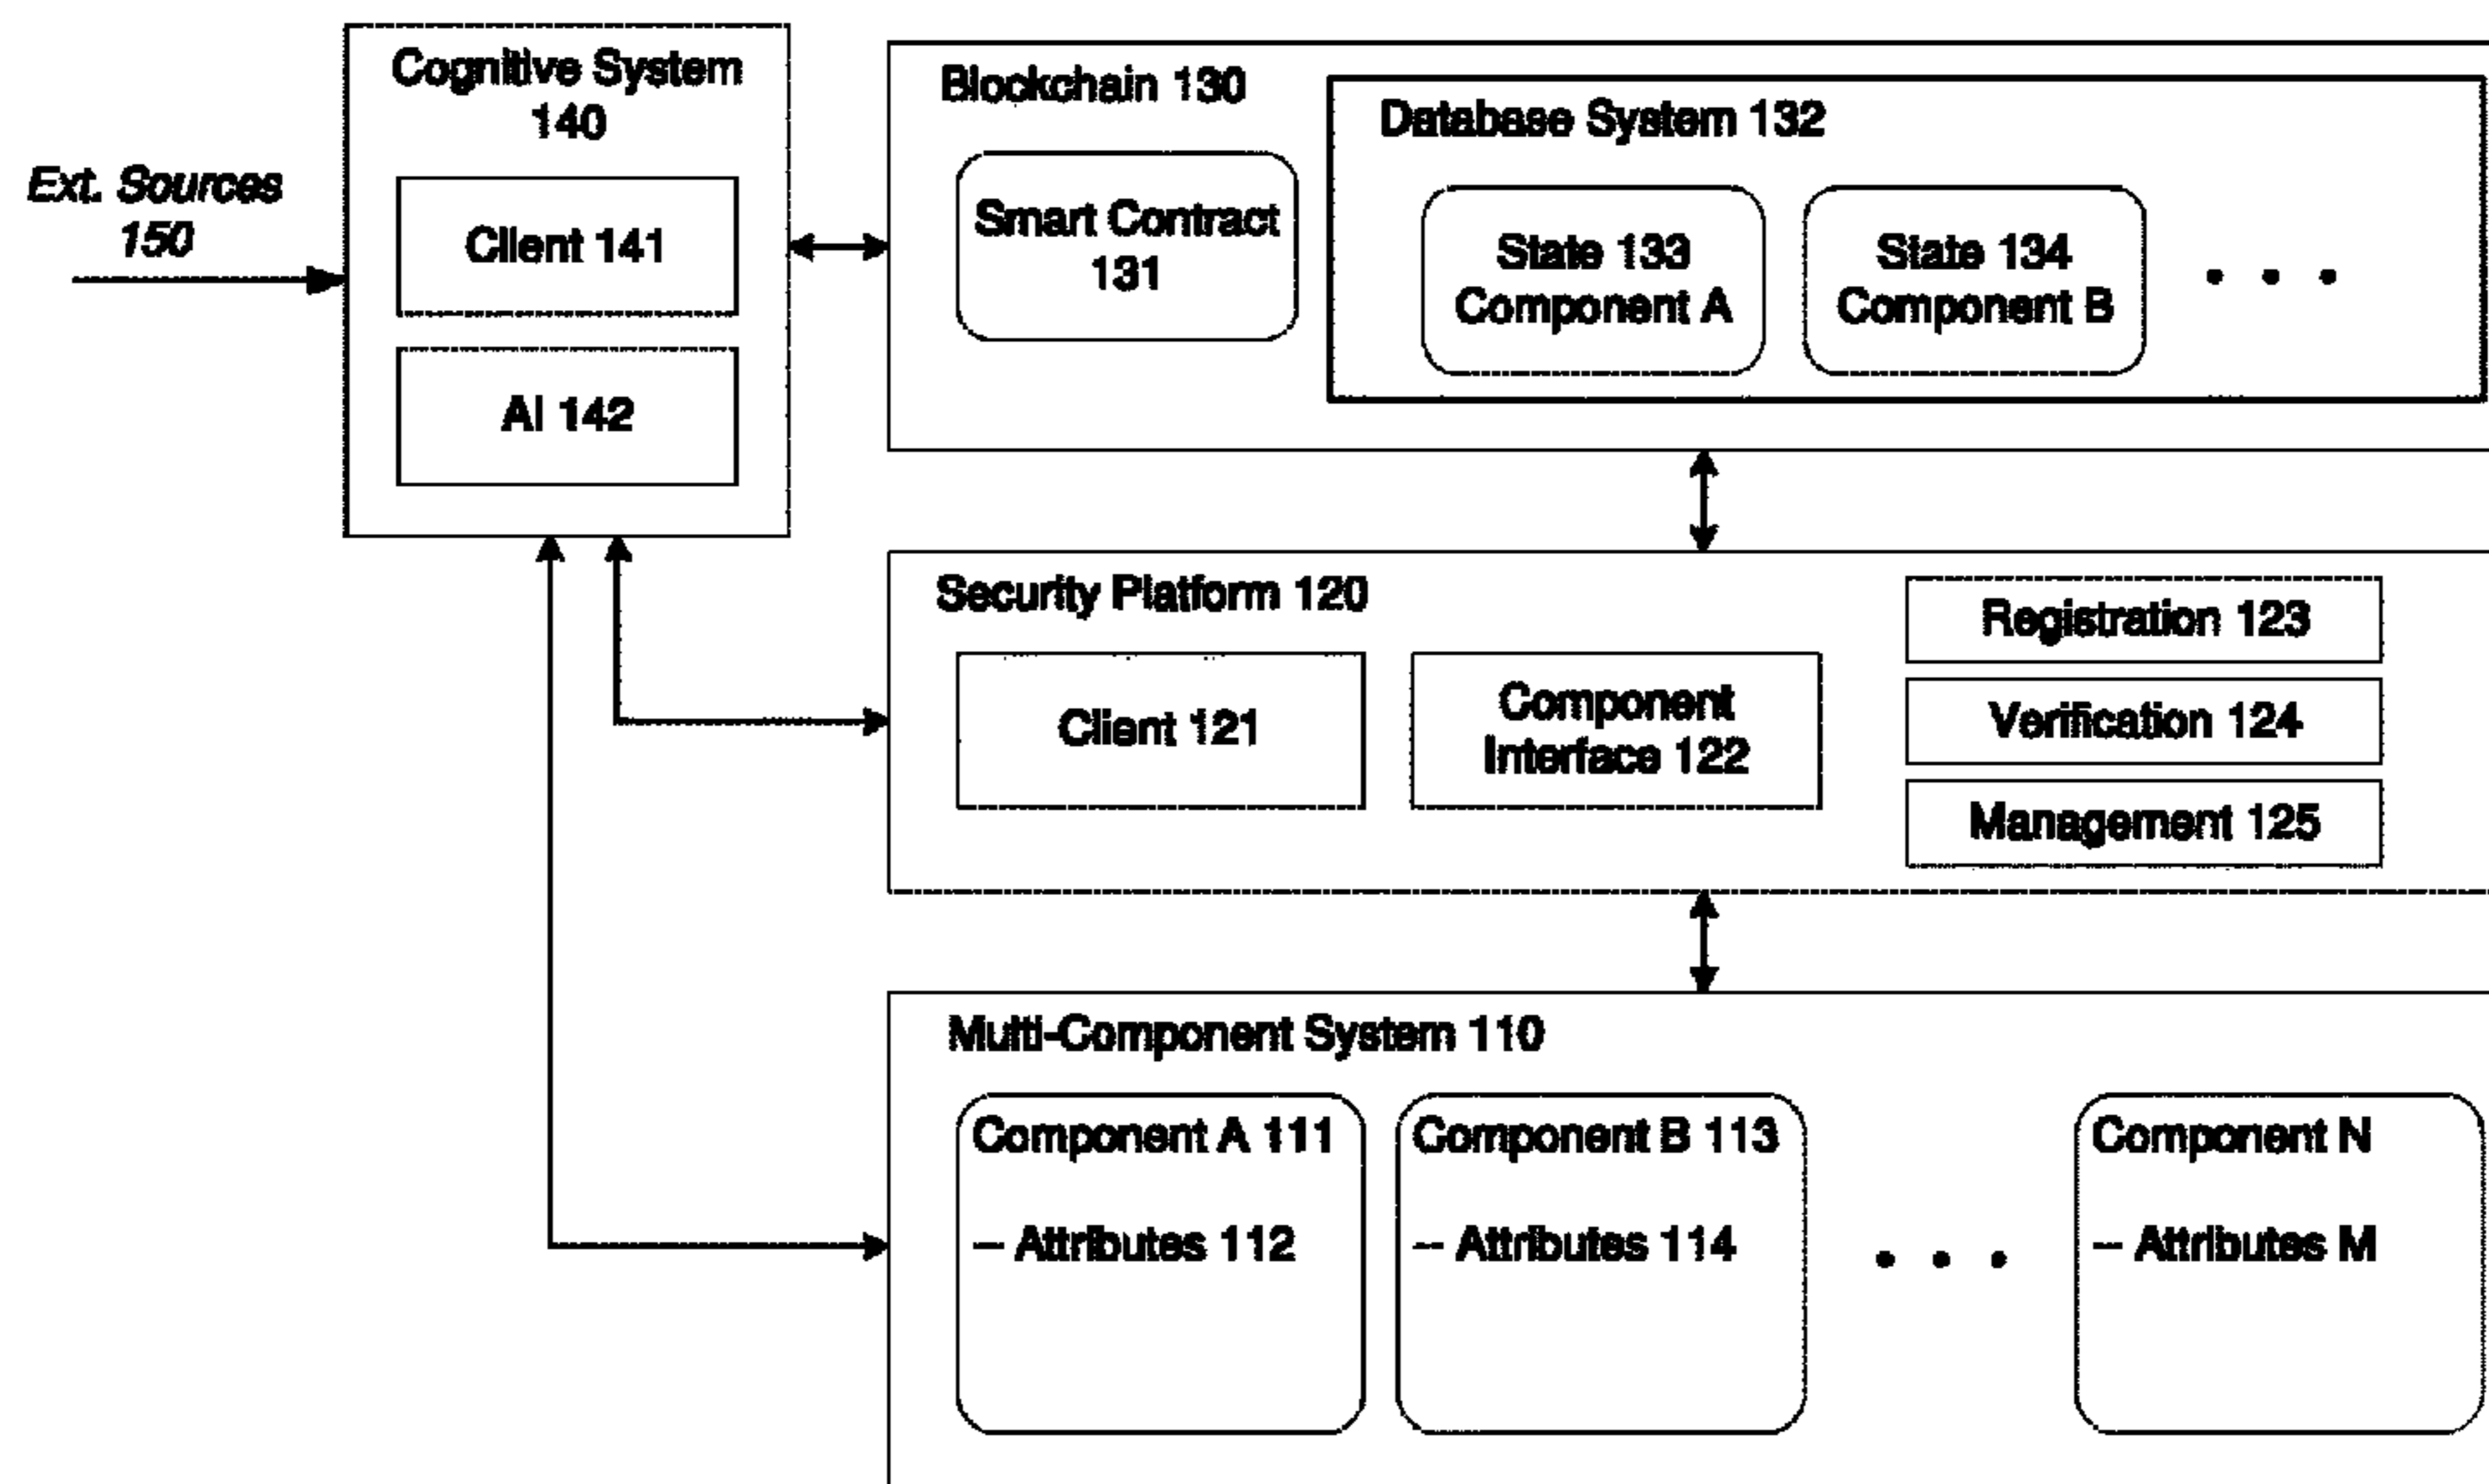 Cognitive System
140
Ext. Sources
150
Client 141
AI 142
Blockchain 130
Smart Contract
131
Database System 132
State 133
Component A
State 134
Component B
• • •
Security Platform 120
Client 121
Component
Interface 122
Registration 123
Verification 124
Management 125
Multi-Component System 110
Component A 111
-- Attributes 112
Component B 113
-- Attributes 114
• • •
Component N
-- Attributes M